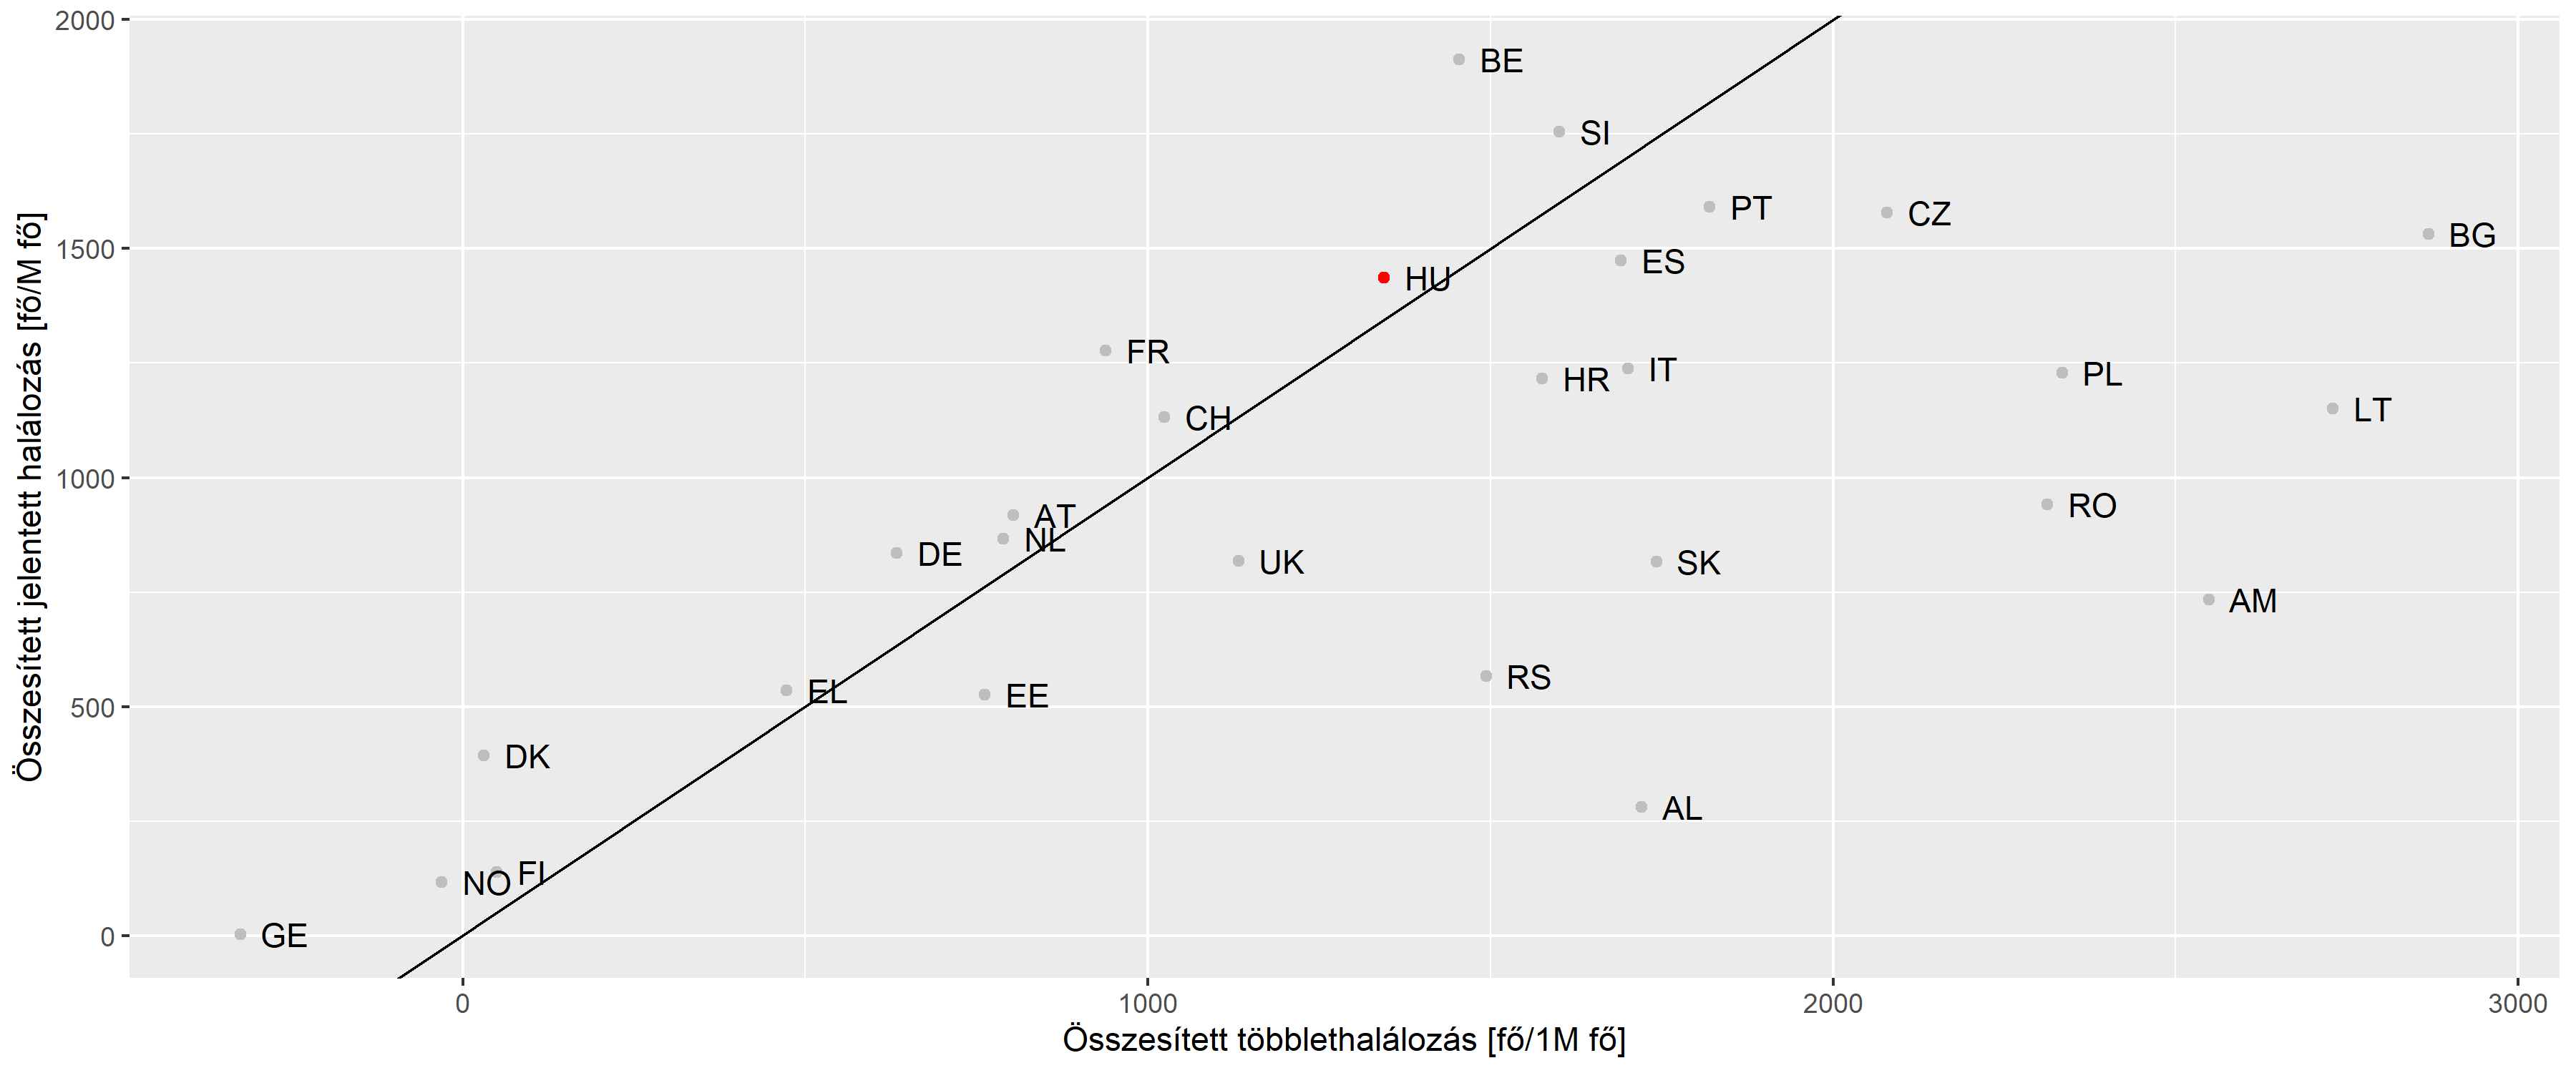 Összesített jelentett halálozás [fő/M fő]
2000
1500
1000
500
0
BE
SI
PT
CZ
BG
ES
HU
FR
HR
IT
PL
LT
CH
RO
AT
NL
DE
UK
SK
AM
RS
EL
EE
DK
AL
FI
NO
GE
0
1000
2000
3000
Összesített többlethalálozás [fő/1M fő]